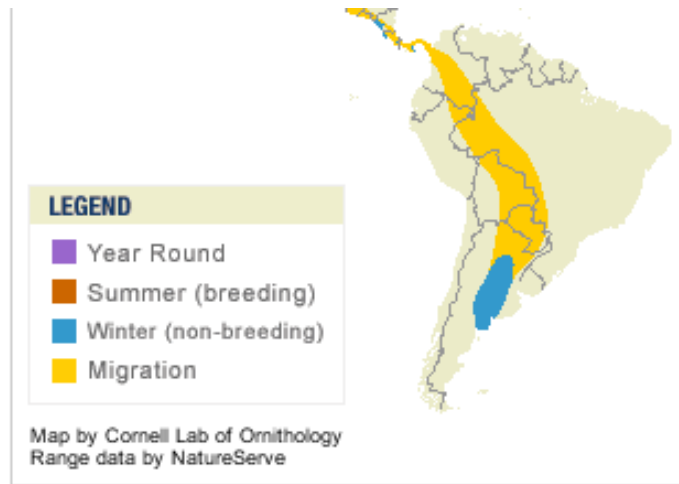 LEGEND
Year Round
Summer (breeding)
Winter (non-breeding)
Migration
Map by Cornell Lab of Ornithology
Range data by NatureServe